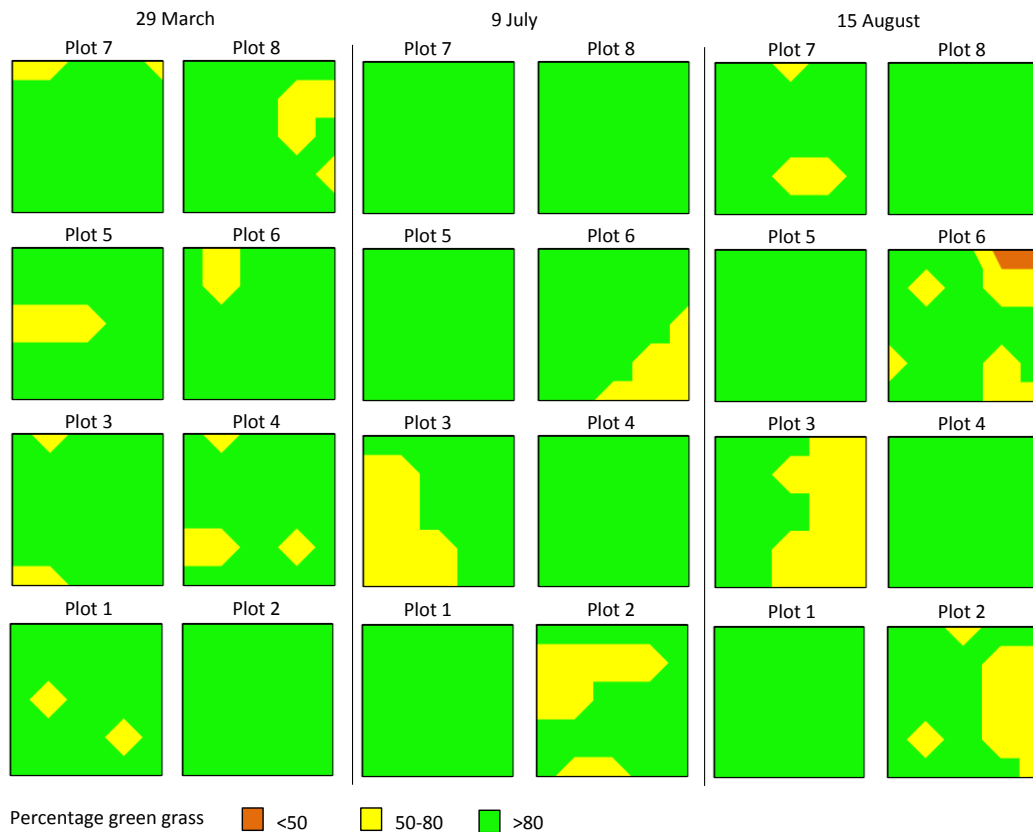 29 March 9 July 15 August
Plot 7 Plot 8 Plot 7 Plot 8 Plot 7 Plot 8
Plot 5 Plot 6 Plot 5 Plot 6 Plot 5 Plot 6
Plot 3 Plot 4 Plot 3 Plot 4 Plot 3 Plot 4
Plot 1 Plot 2 Plot 1 Plot 2 Plot 1 Plot 2
Percentage green grass <50 50-80 >80